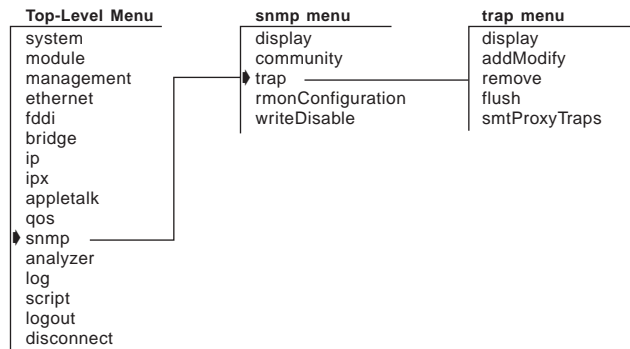 Top-Level Menu
system
module
management
ethernet
fddi
bridge
ip
ipx
appletalk
qos
snmp
analyzer
log
script
logout
disconnect
snmp menu
display
community
trap
rmonConfiguration
writeDisable
trap menu
display
addModify
remove
flush
smtProxyTraps